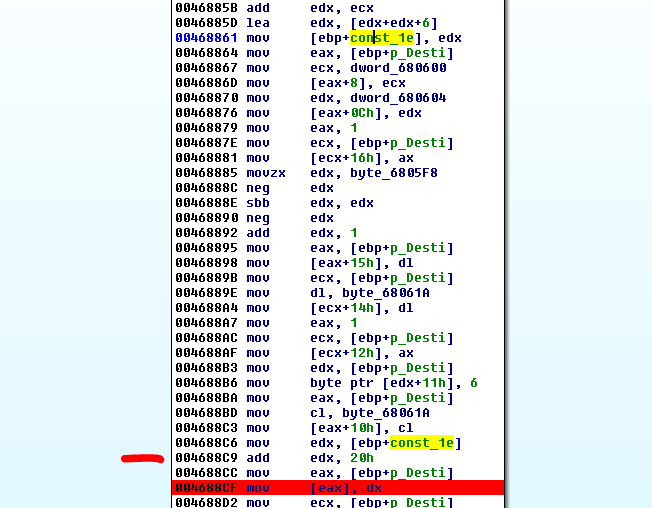 0046885B add edx, ecx
0046885D lea edx, [edx+edx+6]
00468861 mov [ebp+const_1e], edx
00468864 mov eax, [ebp+p_Desti]
00468867 mov ecx, dword_680600
0046886D mov [eax+8], ecx
00468870 mov edx, dword_680604
00468876 mov [eax+0Ch], edx
00468879 mov eax, 1
0046887E mov ecx, [ebp+p_Desti]
00468881 mov [ecx+16h], ax
00468885 movzx edx, byte_6805F8
0046888C neg edx
0046888E sbb edx, edx
00468890 neg edx
00468892 add edx, 1
00468895 mov eax, [ebp+p_Desti]
00468898 mov [eax+15h], dl
0046889B mov ecx, [ebp+p_Desti]
0046889E mov dl, byte_68061A
004688A4 mov [ecx+14h], dl
004688A7 mov eax, 1
004688AC mov ecx, [ebp+p_Desti]
004688AF mov [ecx+12h], ax
004688B3 mov edx, [ebp+p_Desti]
004688B6 mov byte ptr [edx+11h], 6
004688BA mov eax, [ebp+p_Desti]
004688BD mov cl, byte_68061A
004688C3 mov [eax+10h], cl
004688C6 mov edx, [ebp+const_1e]
004688C9 add edx, 20h
004688CC mov eax, [ebp+p_Desti]
004688CF mov [eax], dx
004688D2 mov ecx, [ebp+p_Desti]